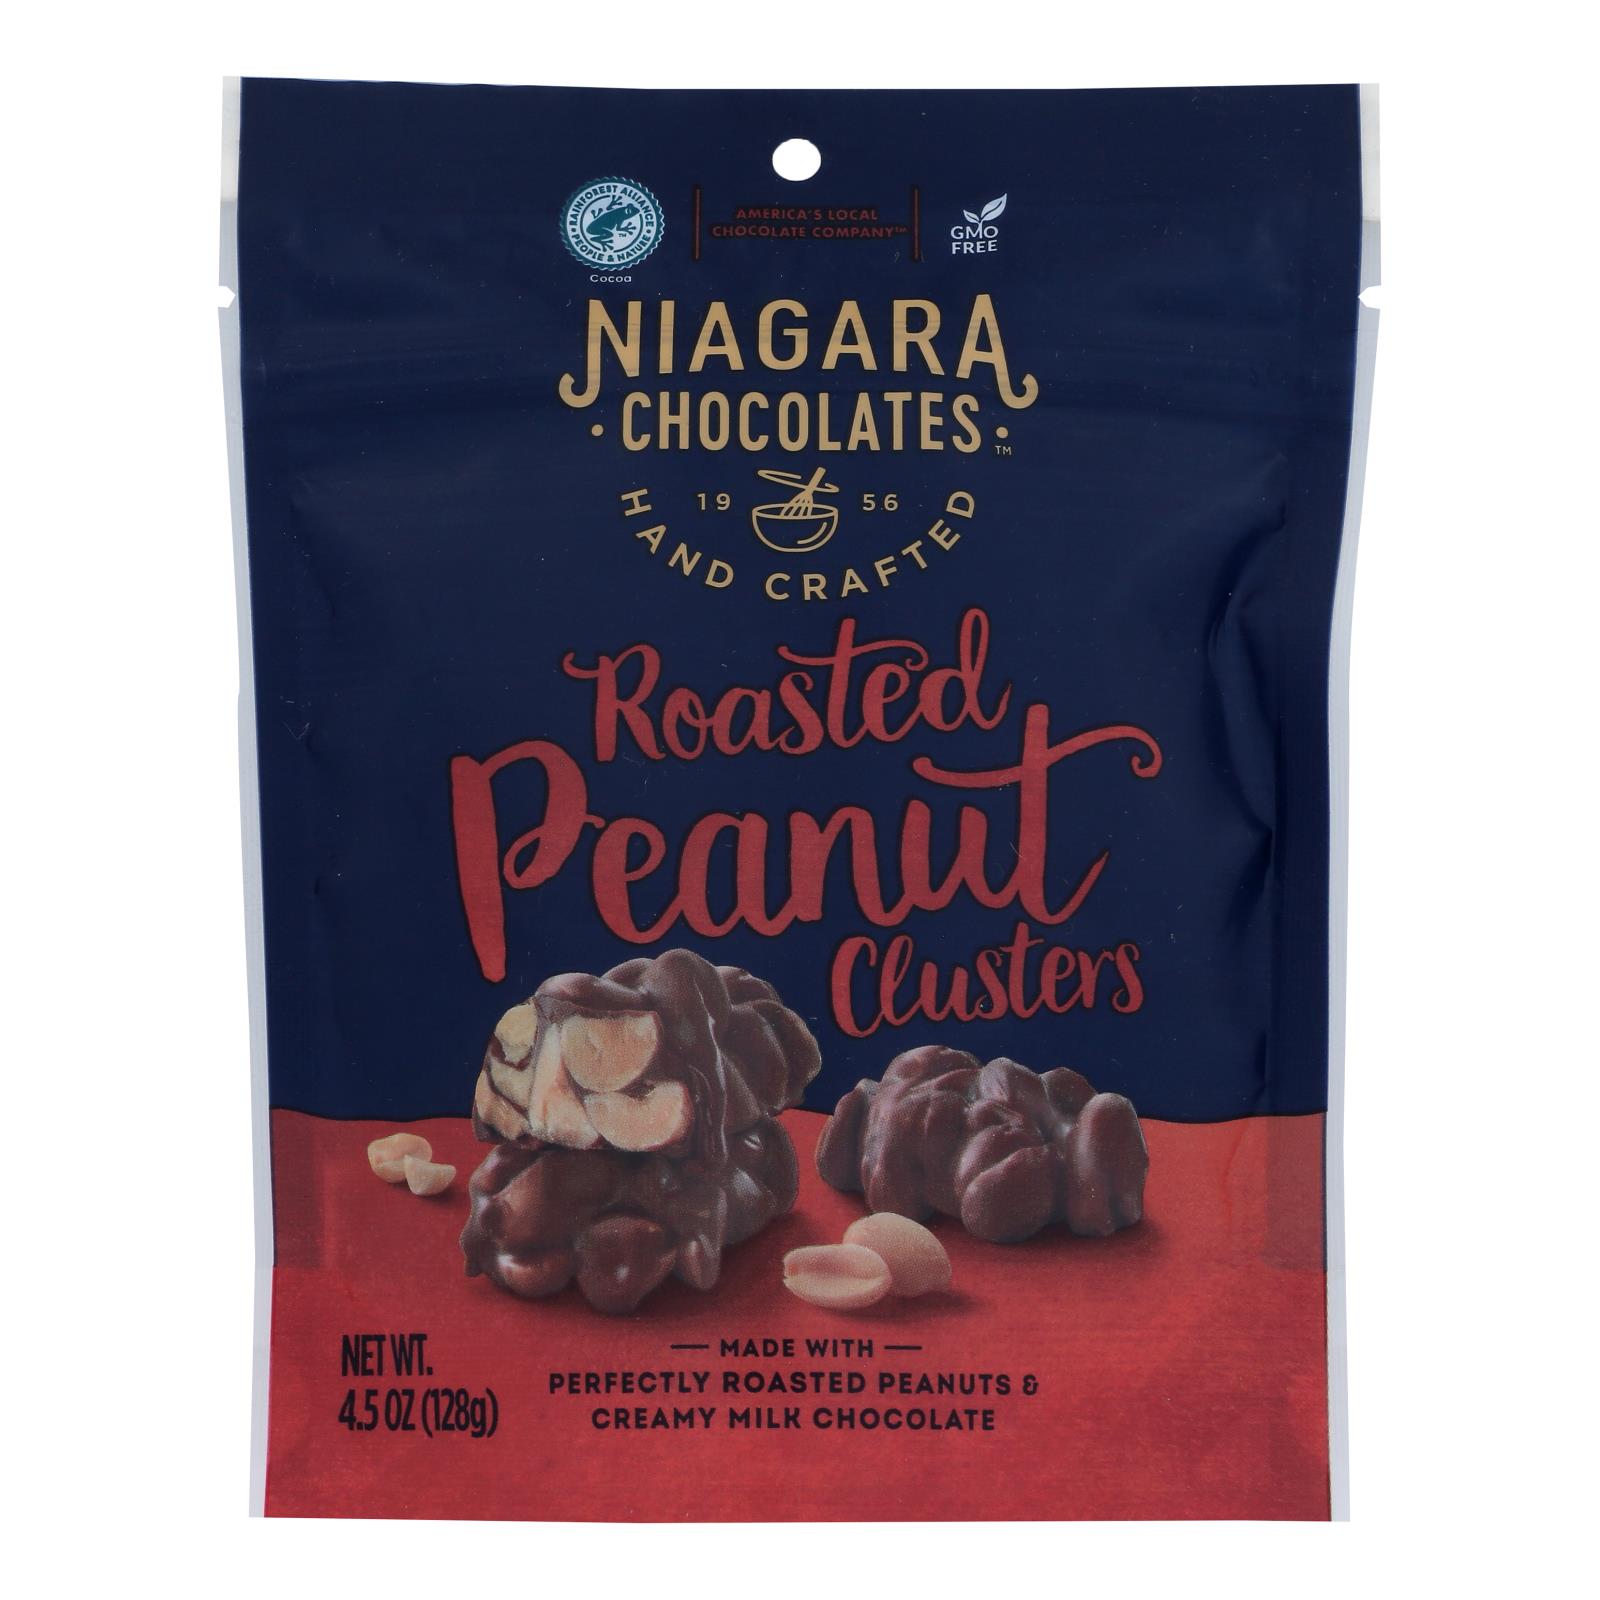 RAINFOREST ALLIANCE
PEOPLE & NATURE
TM
Cocoa
AMERICA'S LOCAL
CHOCOLATE COMPANY™
GMO
FREE
NIAGARA
CHOCOLATES
TM
19 56
HAND CRAFTED
Roasted
Peanut
Clusters
NET WT.
4.5 OZ (128g)
MADE WITH
PERFECTLY ROASTED PEANUTS &
CREAMY MILK CHOCOLATE